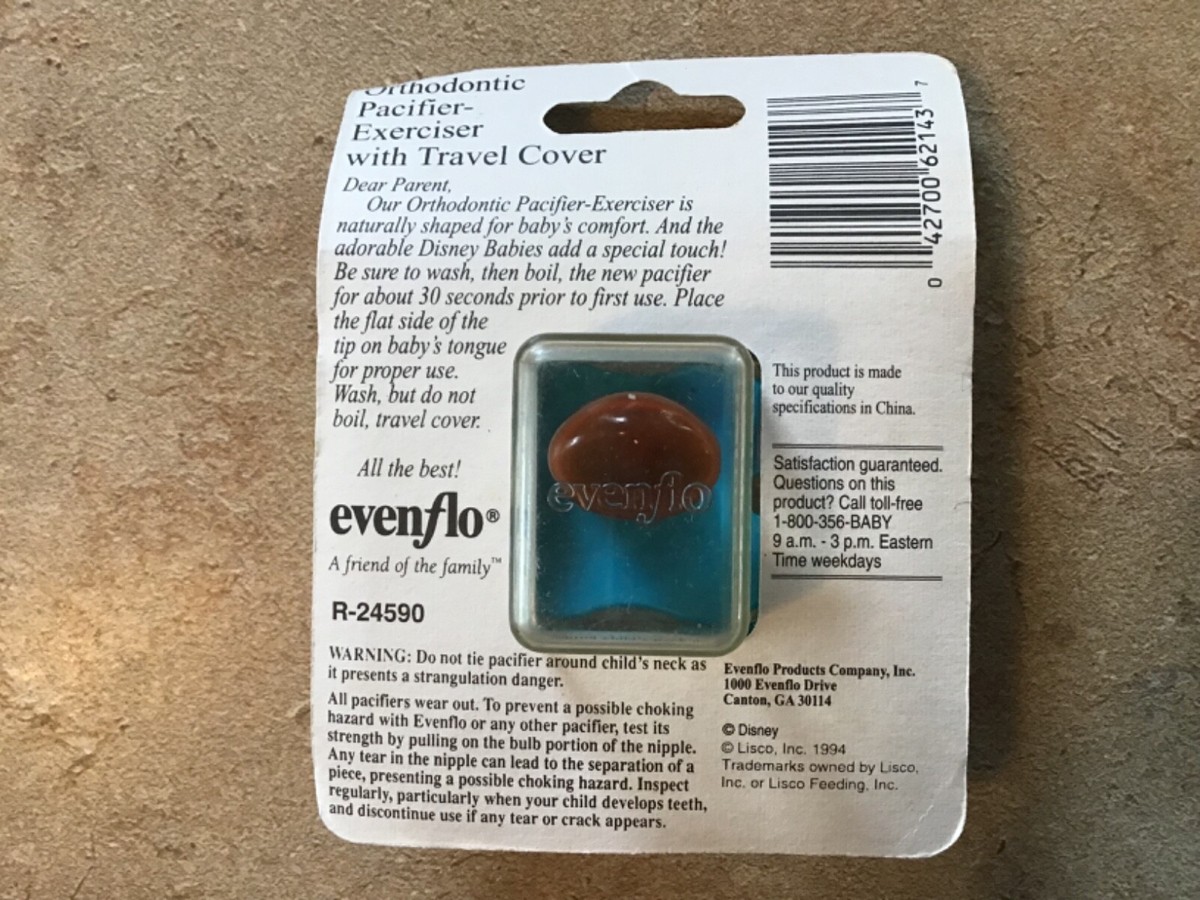 Orthodontic
Pacifier-
Exerciser
with Travel Cover
Dear Parent,
Our Orthodontic Pacifier-Exerciser is
naturally shaped for baby's comfort. And the
adorable Disney Babies add a special touch!
Be sure to wash, then boil, the new pacifier
for about 30 seconds prior to first use. Place
the flat side of the
tip on baby's tongue
for proper use.
Wash, but do not
boil, travel cover.
All the best!
evenflo®
A friend of the family™
R-24590
evenflo
0 42700 62143 7
This product is made
to our quality
specifications in China.
Satisfaction guaranteed.
Questions on this
product? Call toll-free
1-800-356-BABY
9 a.m. - 3 p.m. Eastern
Time weekdays
WARNING: Do not tie pacifier around child's neck as
it presents a strangulation danger.
All pacifiers wear out. To prevent a possible choking
hazard with Evenflo or any other pacifier, test its
strength by pulling on the bulb portion of the nipple.
Any tear in the nipple can lead to the separation of a
piece, presenting a possible choking hazard. Inspect
regularly, particularly when your child develops teeth,
and discontinue use if any tear or crack appears.
Evenflo Products Company, Inc.
1000 Evenflo Drive
Canton, GA 30114
© Disney
© Lisco, Inc. 1994
Trademarks owned by Lisco,
Inc. or Lisco Feeding, Inc.